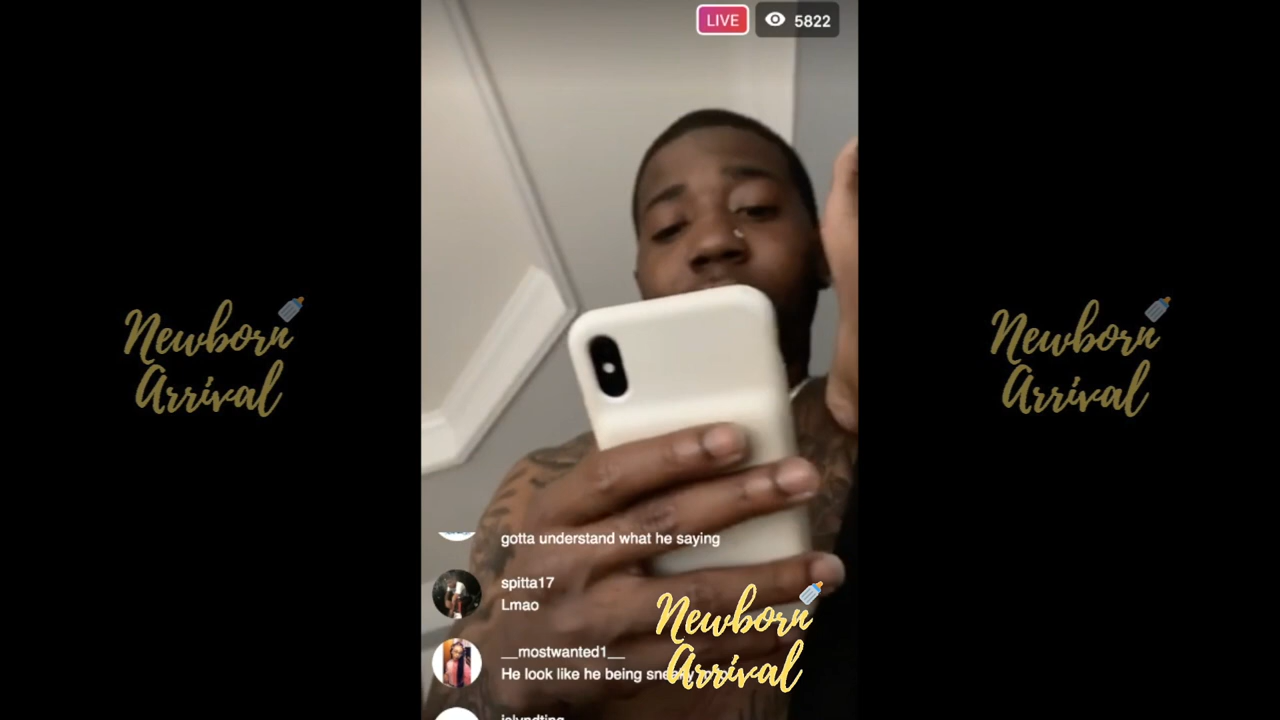 LIVE
5822
Newborn
Arrival
Newborn
Arrival
gotta understand what he saying
spitta17
Lmao
Newborn
Arrival
__mostwanted1__
He look like he being